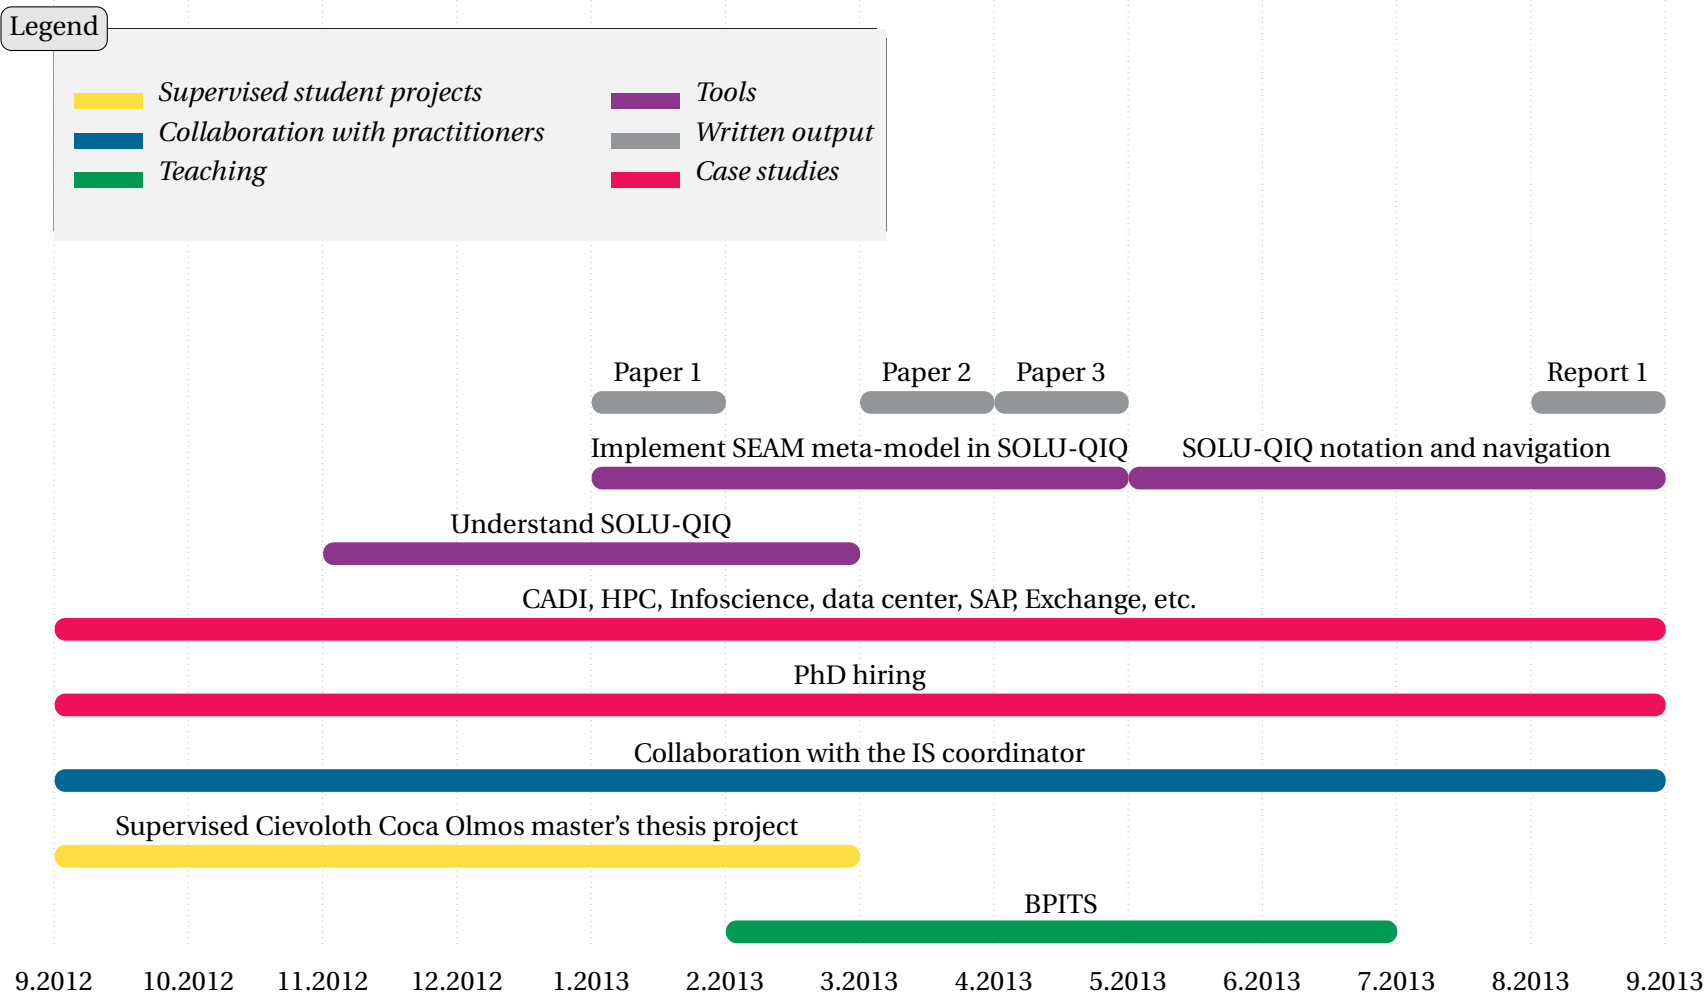 Legend
Supervised student projects
Tools
Collaboration with practitioners
Written output
Teaching
Case studies
Paper 1
Paper 2
Paper 3
Report 1
Implement SEAM meta-model in SOLU-QIQ
SOLU-QIQ notation and navigation
Understand SOLU-QIQ
CADI, HPC, Infoscience, data center, SAP, Exchange, etc.
PhD hiring
Collaboration with the IS coordinator
Supervised Cievoloth Coca Olmos master’s thesis project
BPITS
9.2012 10.2012 11.2012 12.2012 1.2013 2.2013 3.2013 4.2013 5.2013 6.2013 7.2013 8.2013 9.2013